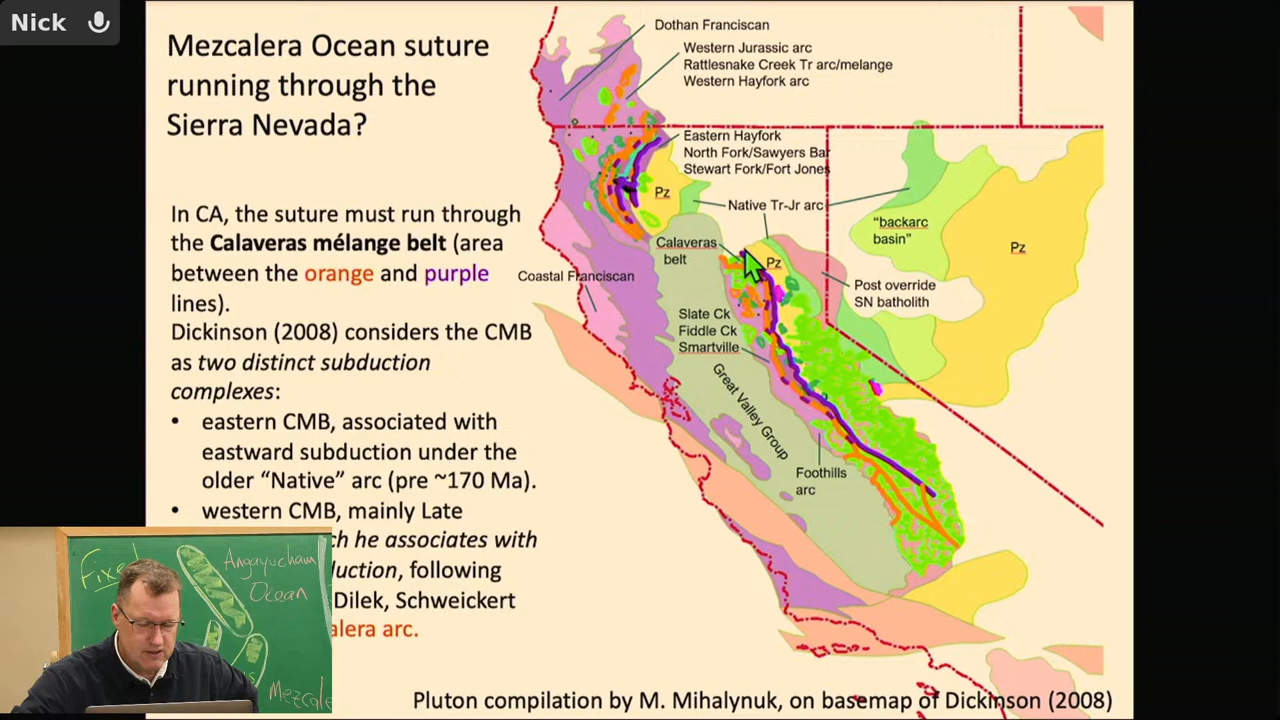 Nick
Mezcalera Ocean suture
running through the
Sierra Nevada?
In CA, the suture must run through
the Calaveras mélange belt (area
between the orange and purple
lines).
Dickinson (2008) considers the CMB
as two distinct subduction
complexes:
• eastern CMB, associated with
eastward subduction under the
older “Native” arc (pre ~170 Ma).
• western CMB, mainly Late
ch he associates with
duction, following
Dilek, Schweickert
alera arc.
Dothan Franciscan
Western Jurassic arc
Rattlesnake Creek Tr arc/melange
Western Hayfork arc
Eastern Hayfork
North Fork/Sawyers Bar
Stewart Fork/Fort Jones
Pz
Native Tr-Jr arc
“backarc
basin”
Pz
Calaveras
belt
Pz
Coastal Franciscan
Post override
SN batholith
Slate Ck
Fiddle Ck
Smartville
Great Valley Group
Foothills
arc
Pluton compilation by M. Mihalynuk, on basemap of Dickinson (2008)
Fixed
Angayucham
Ocean
Mezcale